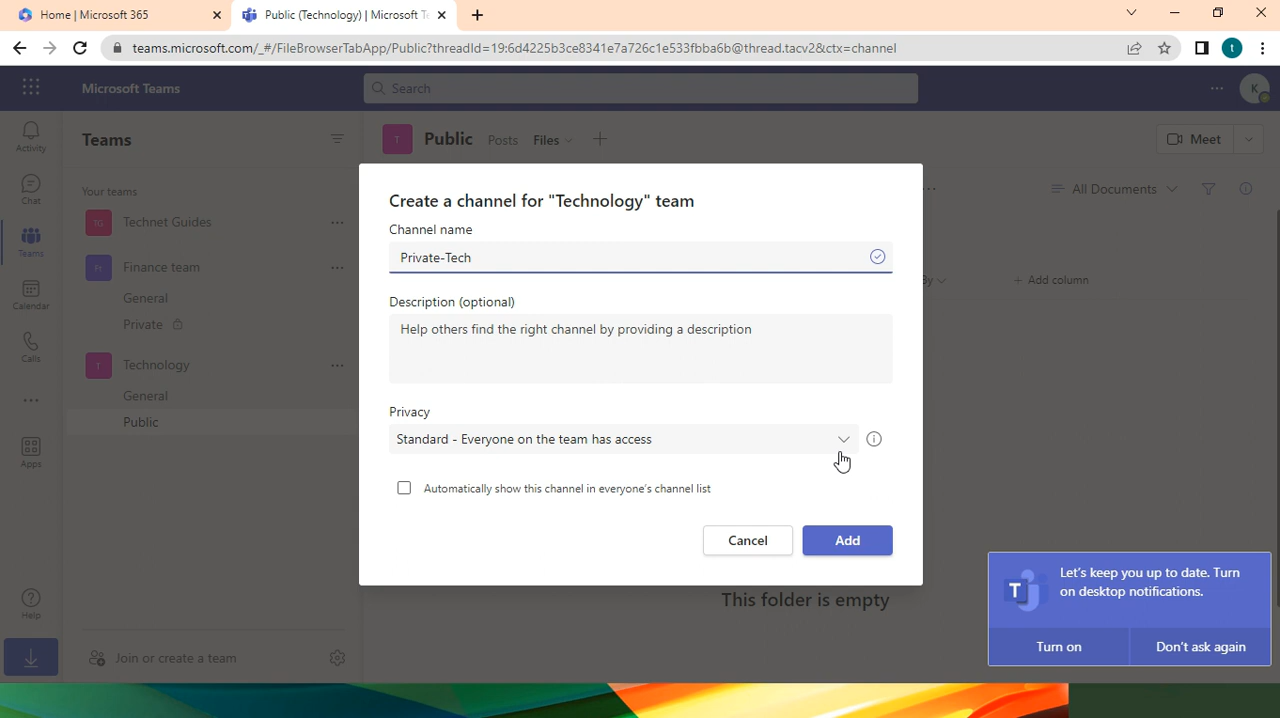 Home | Microsoft 365
Public (Technology) | Microsoft Te
teams.microsoft.com/_#/FileBrowserTabApp/Public?threadId=19:6d4225b3ce8341e7a726c1e533fbba6b@thread.tacv2&ctx=channel
t
Microsoft Teams
Search
K
Activity
Chat
Teams
Calendar
Calls
Apps
Help
Teams
Your teams
TG Technet Guides
Pr Finance team
General
Private
T Technology
General
Public
Join or create a team
T Public Posts Files
Meet
All Documents
By
+ Add column
This folder is empty
Create a channel for "Technology" team
Channel name
Private-Tech
Description (optional)
Help others find the right channel by providing a description
Privacy
Standard - Everyone on the team has access
Automatically show this channel in everyone's channel list
Cancel
Add
T
Let's keep you up to date. Turn
on desktop notifications.
Turn on
Don't ask again